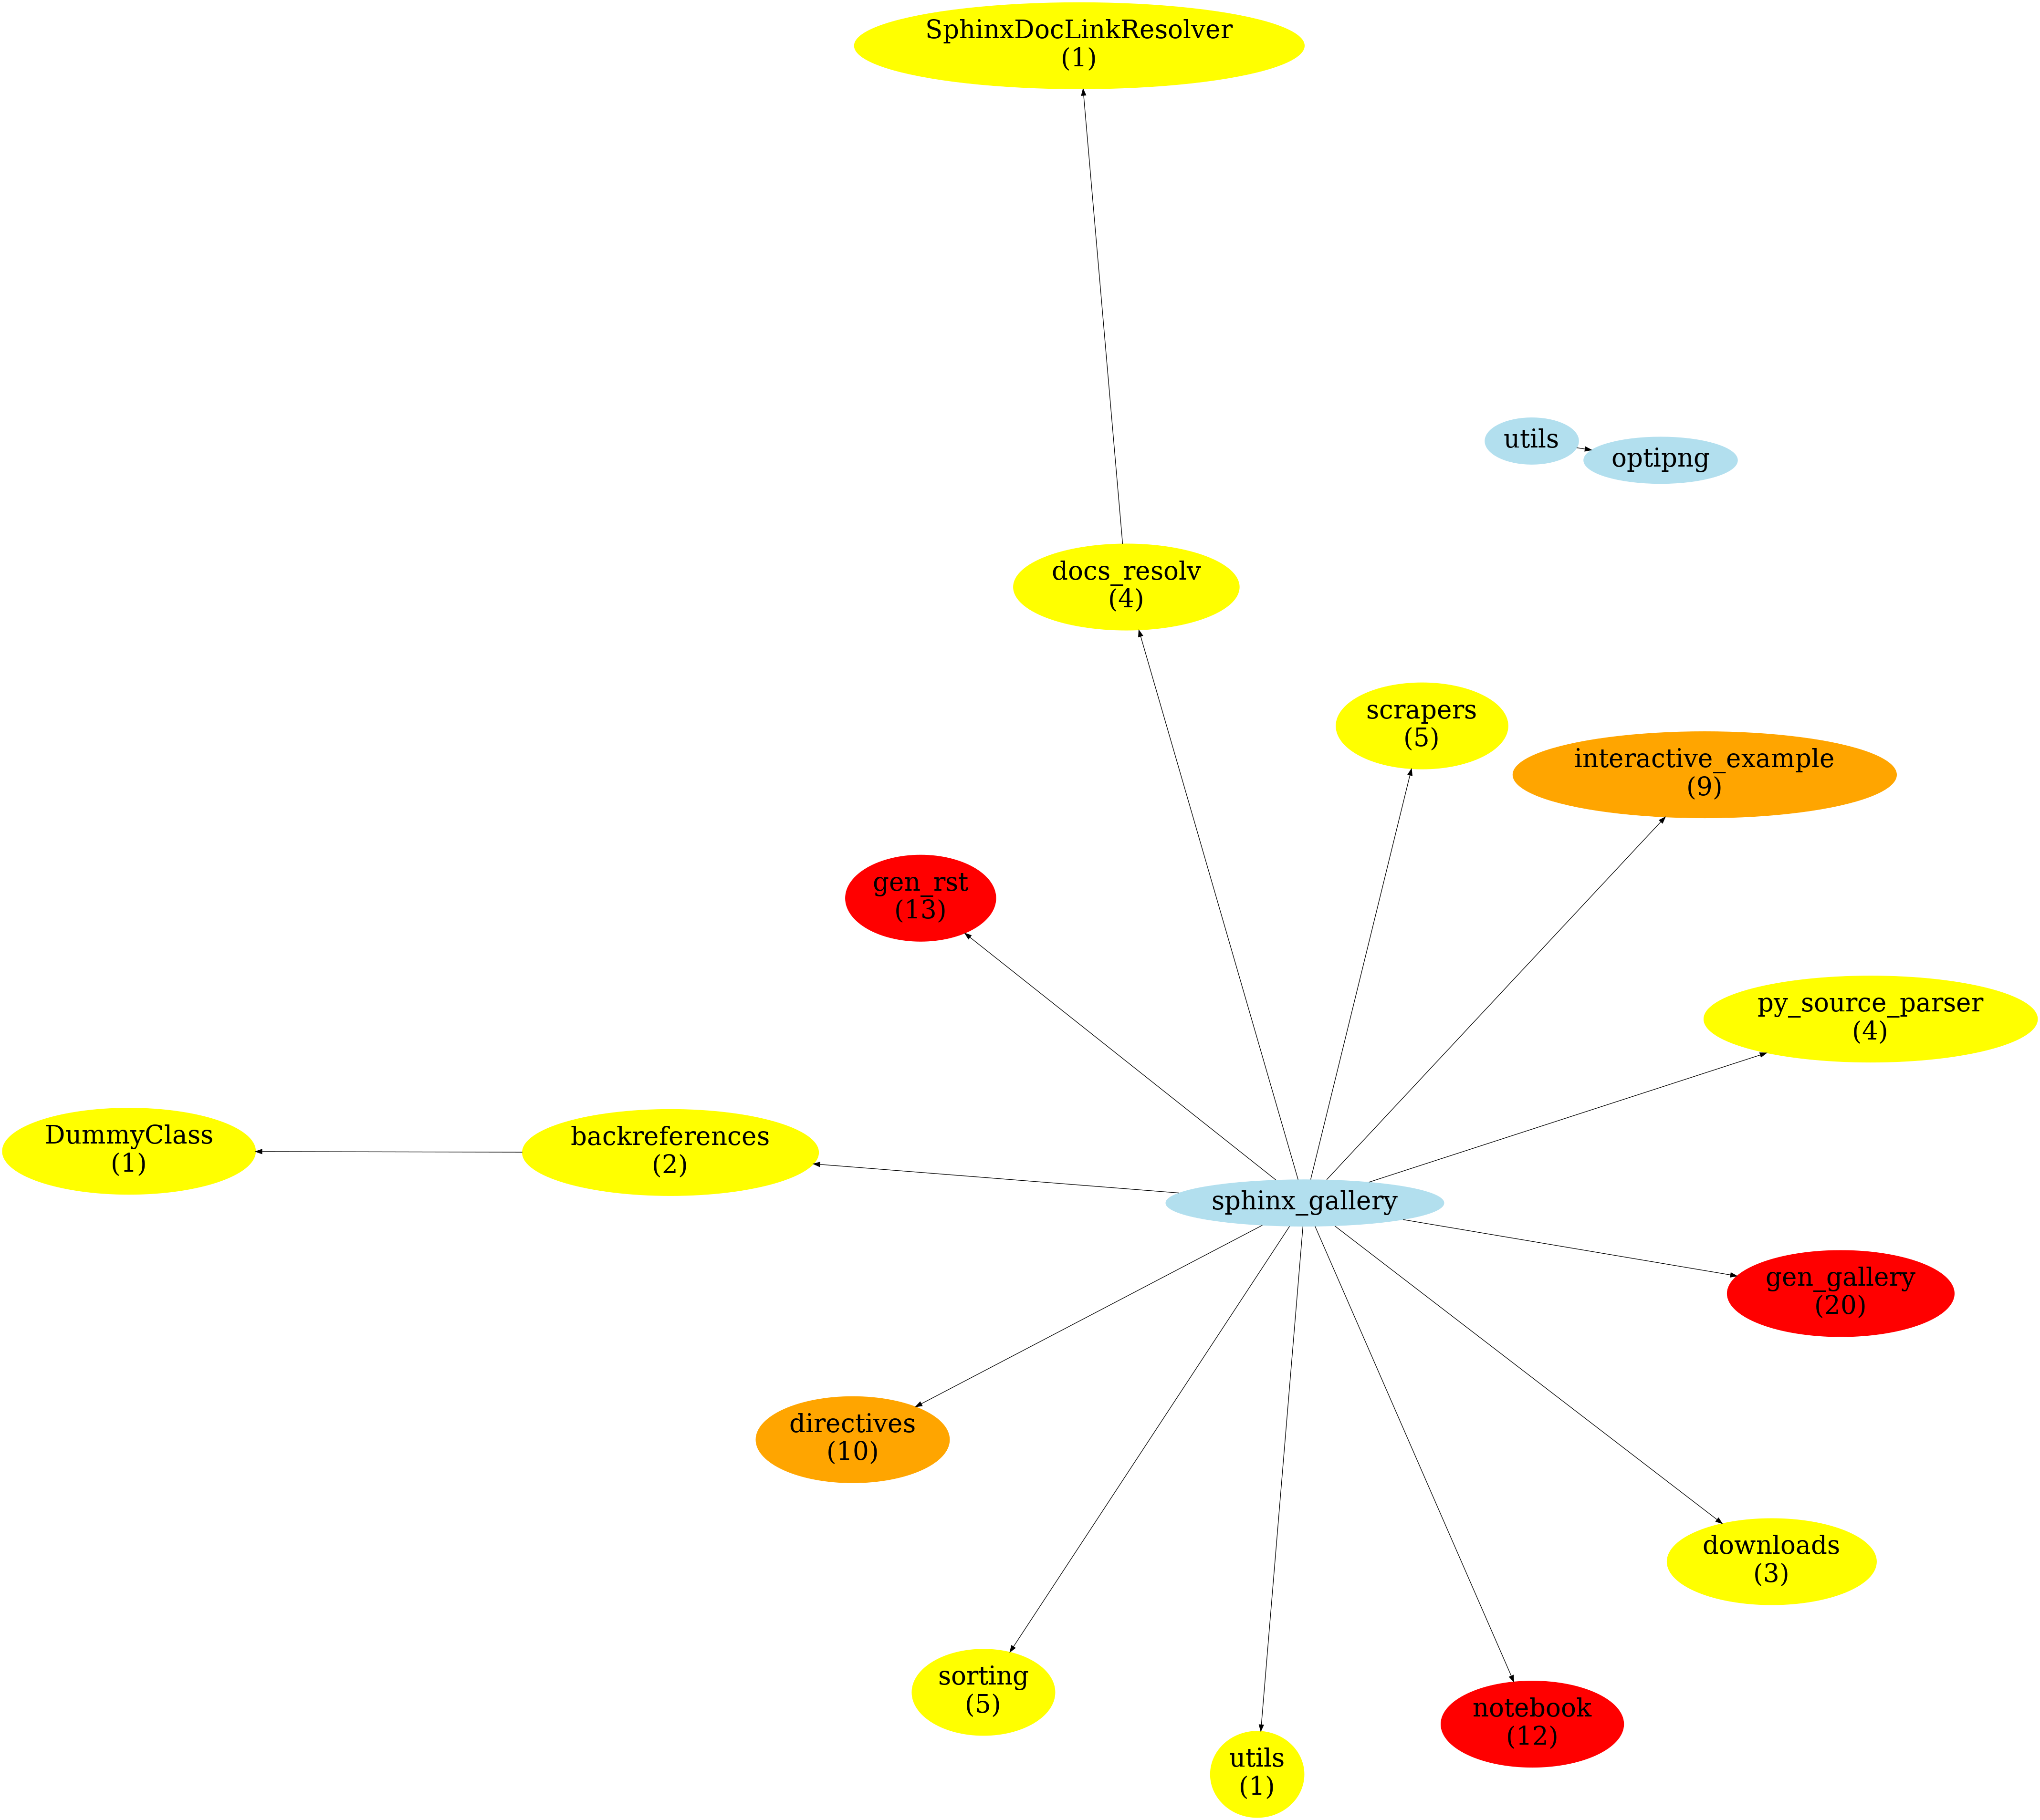 SphinxDocLinkResolver
(1)
utils
optipng
docs_resolv
(4)
scrapers
(5)
interactive_example
(9)
gen_rst
(13)
py_source_parser
(4)
DummyClass
(1)
backreferences
(2)
sphinx_gallery
gen_gallery
(20)
directives
(10)
downloads
(3)
sorting
(5)
notebook
(12)
utils
(1)